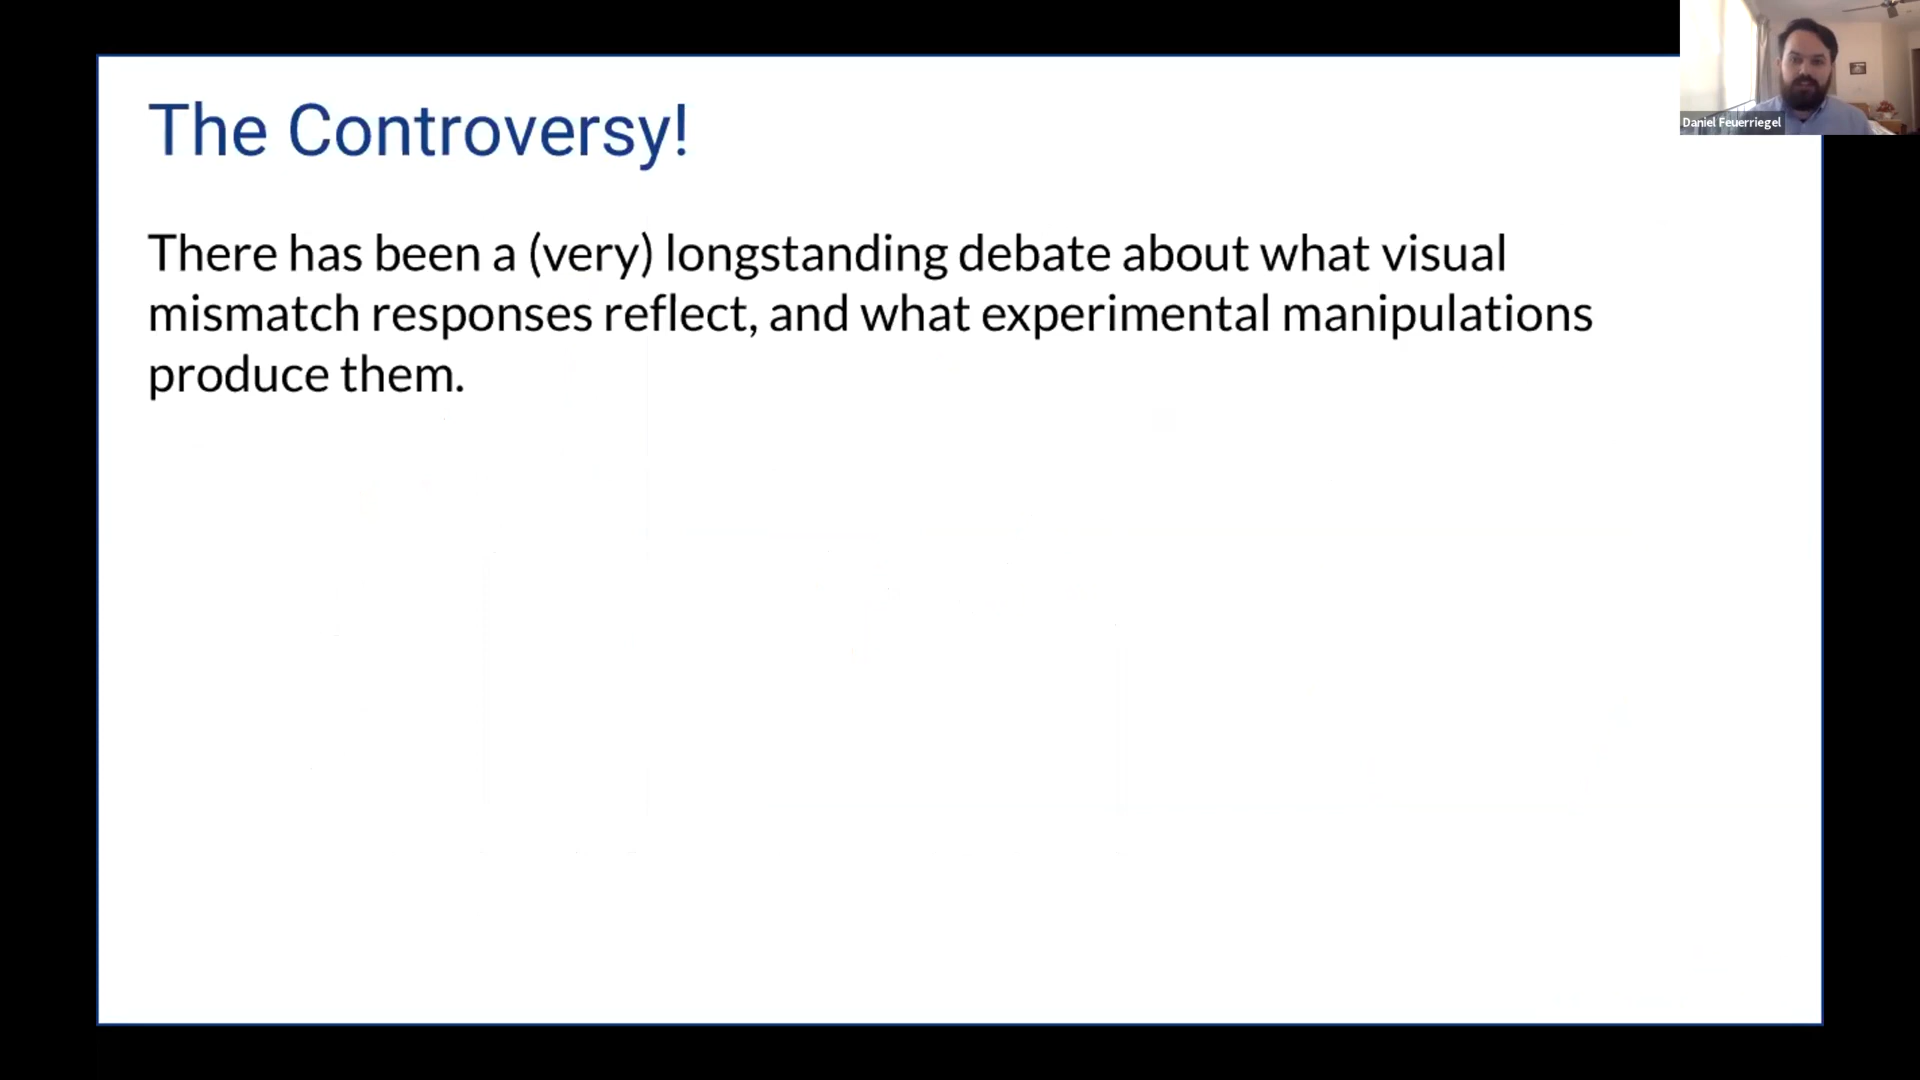 The Controversy!
There has been a (very) longstanding debate about what visual
mismatch responses reflect, and what experimental manipulations
produce them.
Daniel Feuerriegel